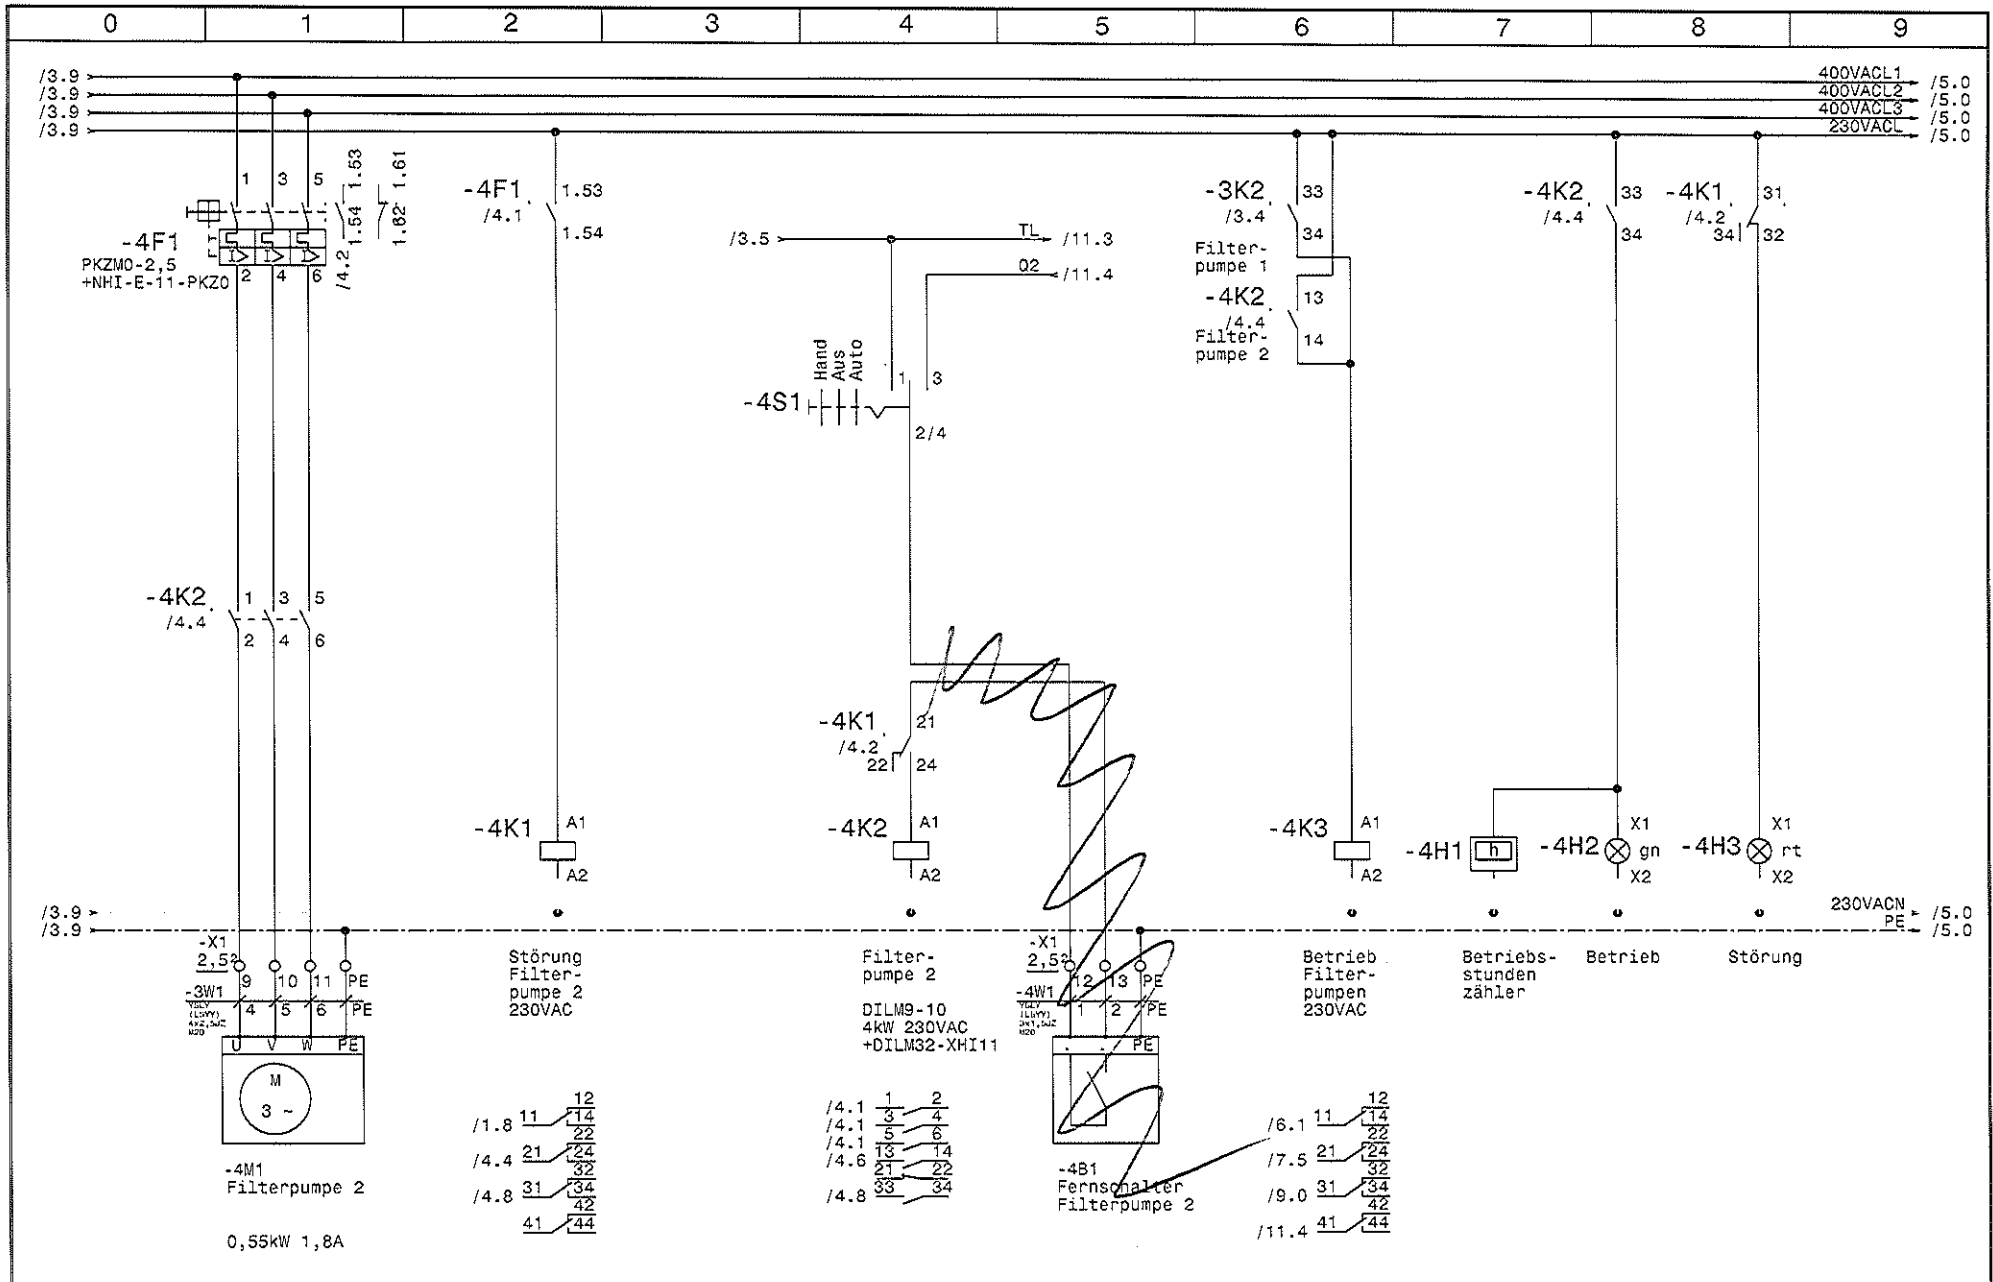 0 1 2 3 4 5 6 7 8 9
/3.9 400VACL1 /5.0
/3.9 400VACL2 /5.0
/3.9 400VACL3 /5.0
/3.9 230VACL /5.0
1 3 5 1.53 1.61
1.54 1.62
-4F1
PKZM0-2,5
+NHI-E-11-PKZ0
2 4 6 /4.2
-4F1 1.53
/4.1
1.54
/3.5 TL /11.3
Q2 /11.4
-3K2 33
/3.4
34
Filter-
pumpe 1
-4K2 13
/4.4
14
Filter-
pumpe 2
-4K2 33
/4.4
34
-4K1 31
/4.2
34 32
Hand
Aus
Auto
1 3
-4S1
2/4
-4K2 1 3 5
/4.4
2 4 6
-4K1 21
/4.2
22 24
-4K1 A1
A2
-4K2 A1
A2
-4K3 A1
A2
-4H1 h
-4H2 X1
gn
X2
-4H3 X1
rt
X2
/3.9 230VACN /5.0
/3.9 PE /5.0
-X1
2,5²
9 10 11 PE
-3W1
4 5 6 PE
U V W PE
M
3 ~
-4M1
Filterpumpe 2
0,55kW 1,8A
Störung
Filter-
pumpe 2
230VAC
Filter-
pumpe 2
DILM9-10
4kW 230VAC
+DILM32-XHI11
-X1
2,5²
12 13 PE
-4W1
1 2 PE
PE
-4B1
Fernschalter
Filterpumpe 2
Betrieb
Filter-
pumpen
230VAC
Betriebs-
stunden
zähler
Betrieb
Störung
12
/1.8 11 14
22
/4.4 21 24
32
/4.8 31 34
42
41 44
/4.1 1 2
/4.1 3 4
/4.1 5 6
/4.6 13 14
21 22
/4.8 33 34
12
/6.1 11 14
22
/7.5 21 24
32
/9.0 31 34
42
/11.4 41 44